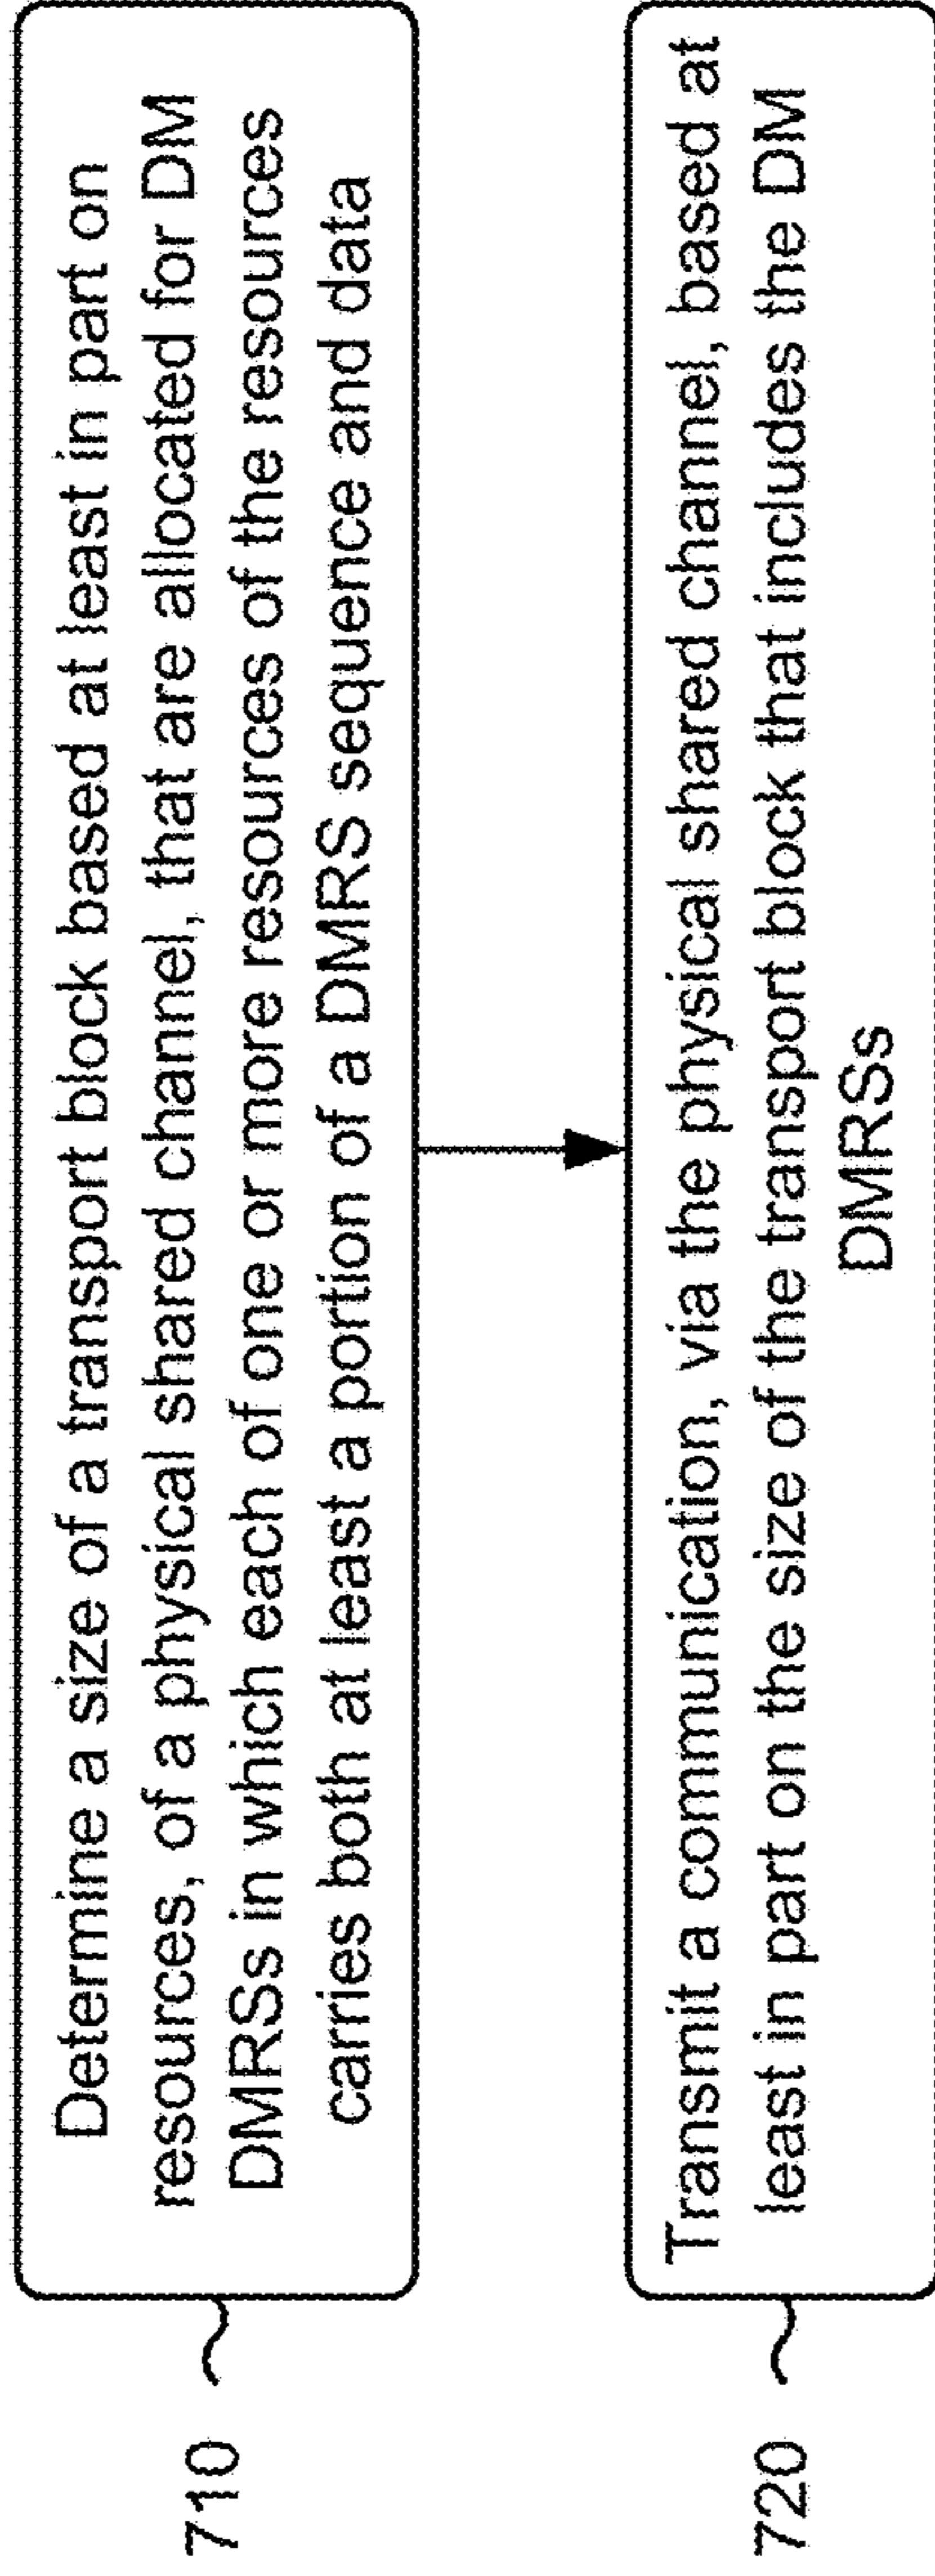 710
Determine a size of a transport block based at least in part on
resources, of a physical shared channel, that are allocated for DM
DMRSs in which each of one or more resources of the resources
carries both at least a portion of a DMRS sequence and data
720
Transmit a communication, via the physical shared channel, based at
least in part on the size of the transport block that includes the DM
DMRSs